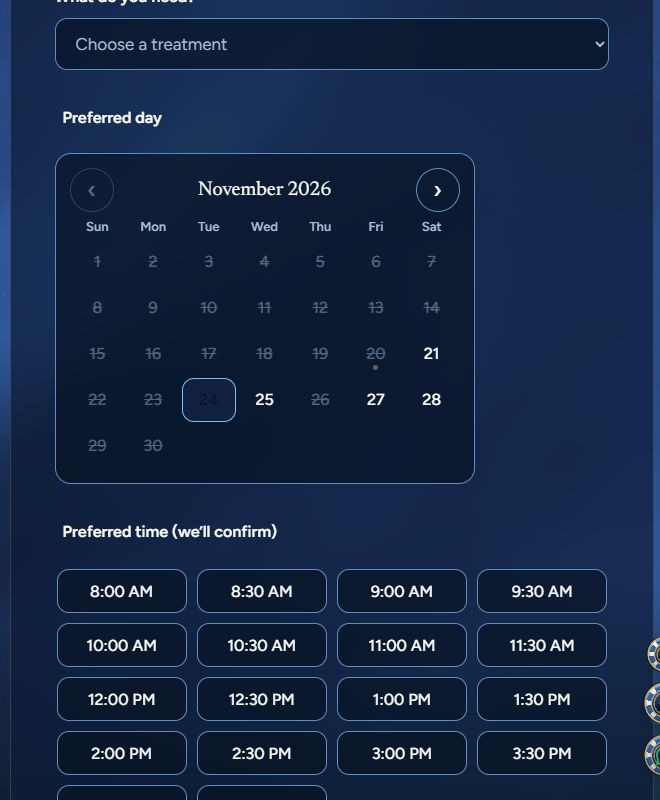 What do you need?
Choose a treatment
Preferred day
‹ November 2026 ›
Sun Mon Tue Wed Thu Fri Sat
1 2 3 4 5 6 7
8 9 10 11 12 13 14
15 16 17 18 19 20 21
22 23 24 25 26 27 28
29 30
Preferred time (we’ll confirm)
8:00 AM 8:30 AM 9:00 AM 9:30 AM
10:00 AM 10:30 AM 11:00 AM 11:30 AM
12:00 PM 12:30 PM 1:00 PM 1:30 PM
2:00 PM 2:30 PM 3:00 PM 3:30 PM